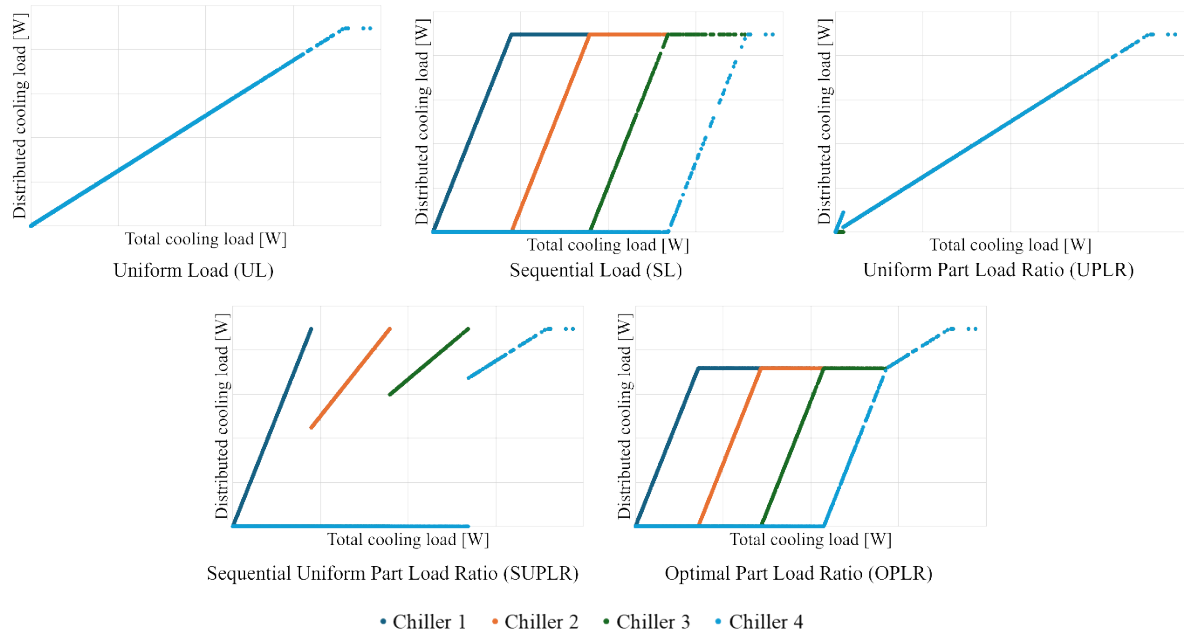 Distributed cooling load [W]
Total cooling load [W]
Uniform Load (UL)
Distributed cooling load [W]
Total cooling load [W]
Sequential Load (SL)
Distributed cooling load [W]
Total cooling load [W]
Uniform Part Load Ratio (UPLR)
Distributed cooling load [W]
Total cooling load [W]
Sequential Uniform Part Load Ratio (SUPLR)
Distributed cooling load [W]
Total cooling load [W]
Optimal Part Load Ratio (OPLR)
Chiller 1 Chiller 2 Chiller 3 Chiller 4